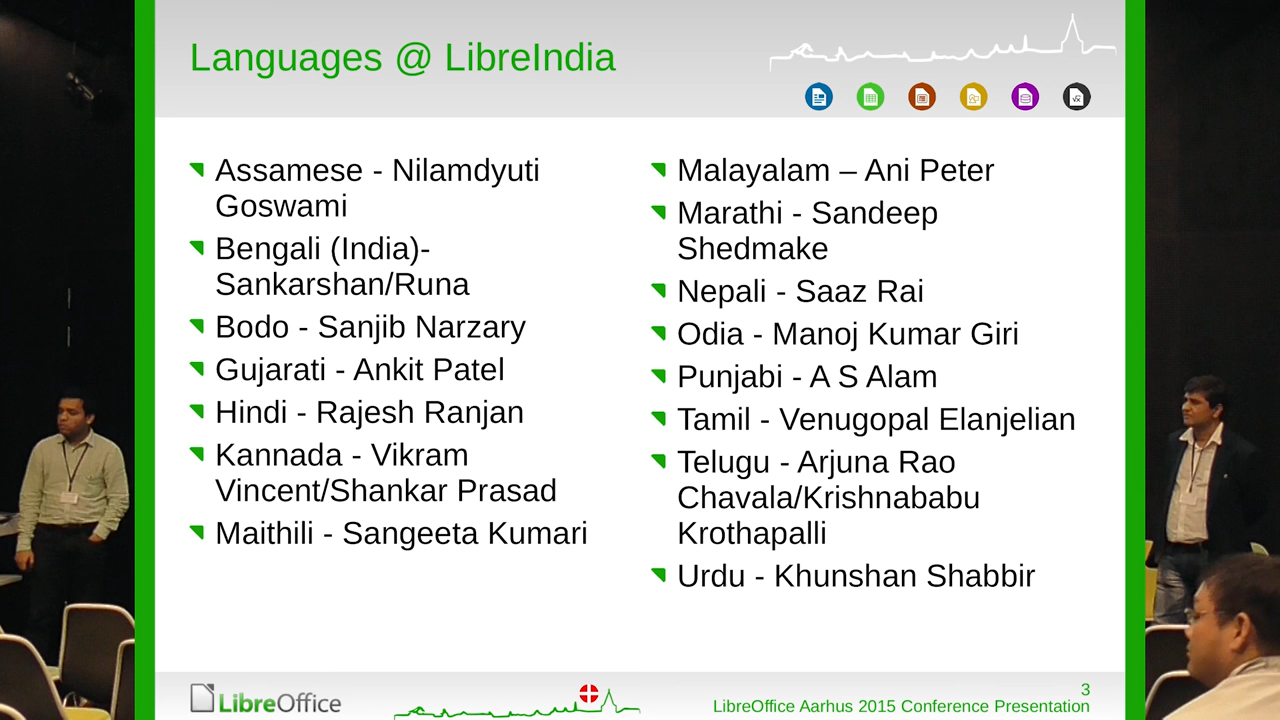 Languages @ LibreIndia
Assamese - Nilamdyuti
Goswami
Bengali (India)-
Sankarshan/Runa
Bodo - Sanjib Narzary
Gujarati - Ankit Patel
Hindi - Rajesh Ranjan
Kannada - Vikram
Vincent/Shankar Prasad
Maithili - Sangeeta Kumari
Malayalam – Ani Peter
Marathi - Sandeep
Shedmake
Nepali - Saaz Rai
Odia - Manoj Kumar Giri
Punjabi - A S Alam
Tamil - Venugopal Elanjelian
Telugu - Arjuna Rao
Chavala/Krishnababu
Krothapalli
Urdu - Khunshan Shabbir
LibreOffice
3
LibreOffice Aarhus 2015 Conference Presentation